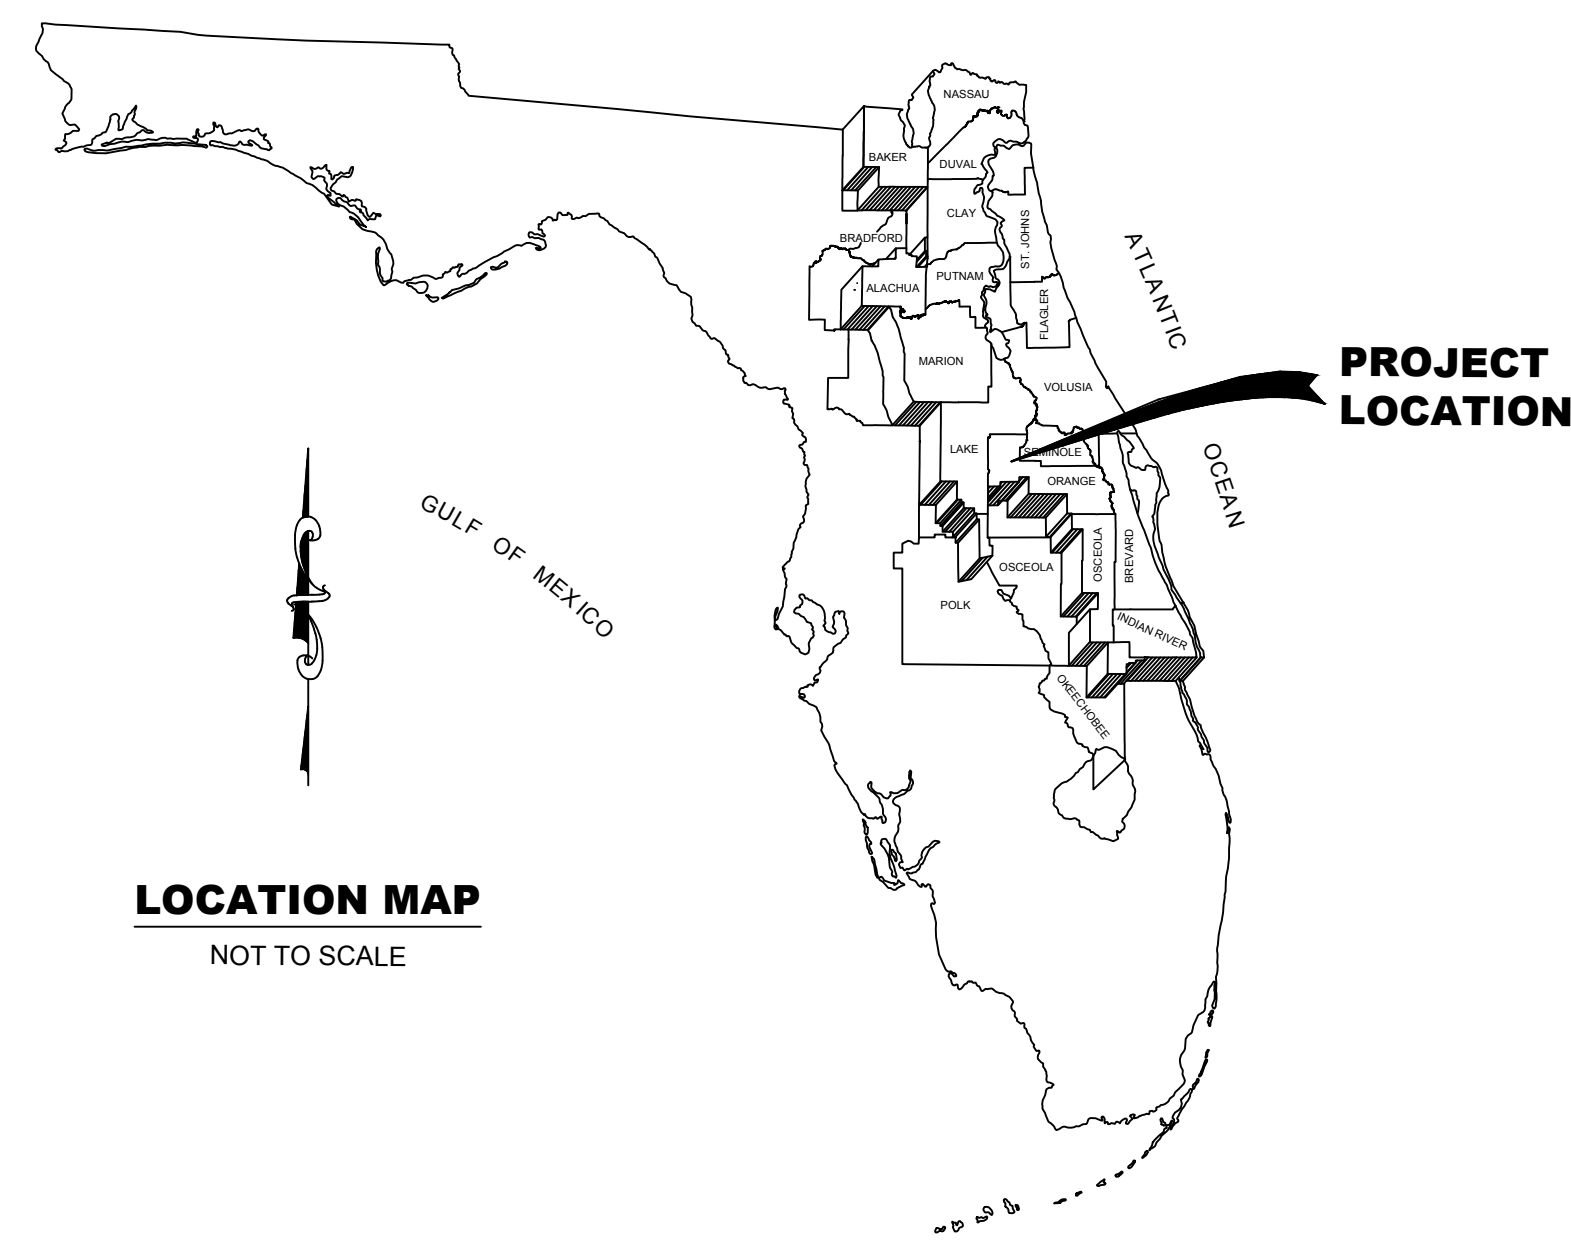 NASSAU
BAKER
DUVAL
CLAY
ST. JOHNS
BRADFORD
PUTNAM
ALACHUA
FLAGLER
ATLANTIC
OCEAN
MARION
VOLUSIA
PROJECT
LOCATION
LAKE
SEMINOLE
ORANGE
GULF OF MEXICO
OSCEOLA
OSCEOLA
BREVARD
POLK
INDIAN RIVER
OKEECHOBEE
LOCATION MAP
NOT TO SCALE